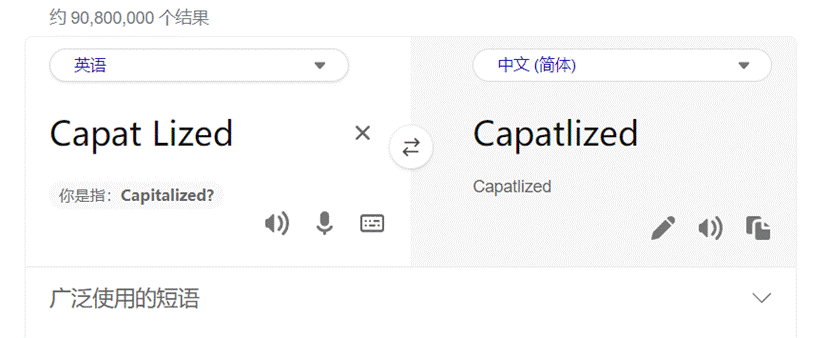 约 90,800,000 个结果
英语
中文 (简体)
Capat Lized
Capatlized
你是指：Capitalized?
Capatlized
广泛使用的短语